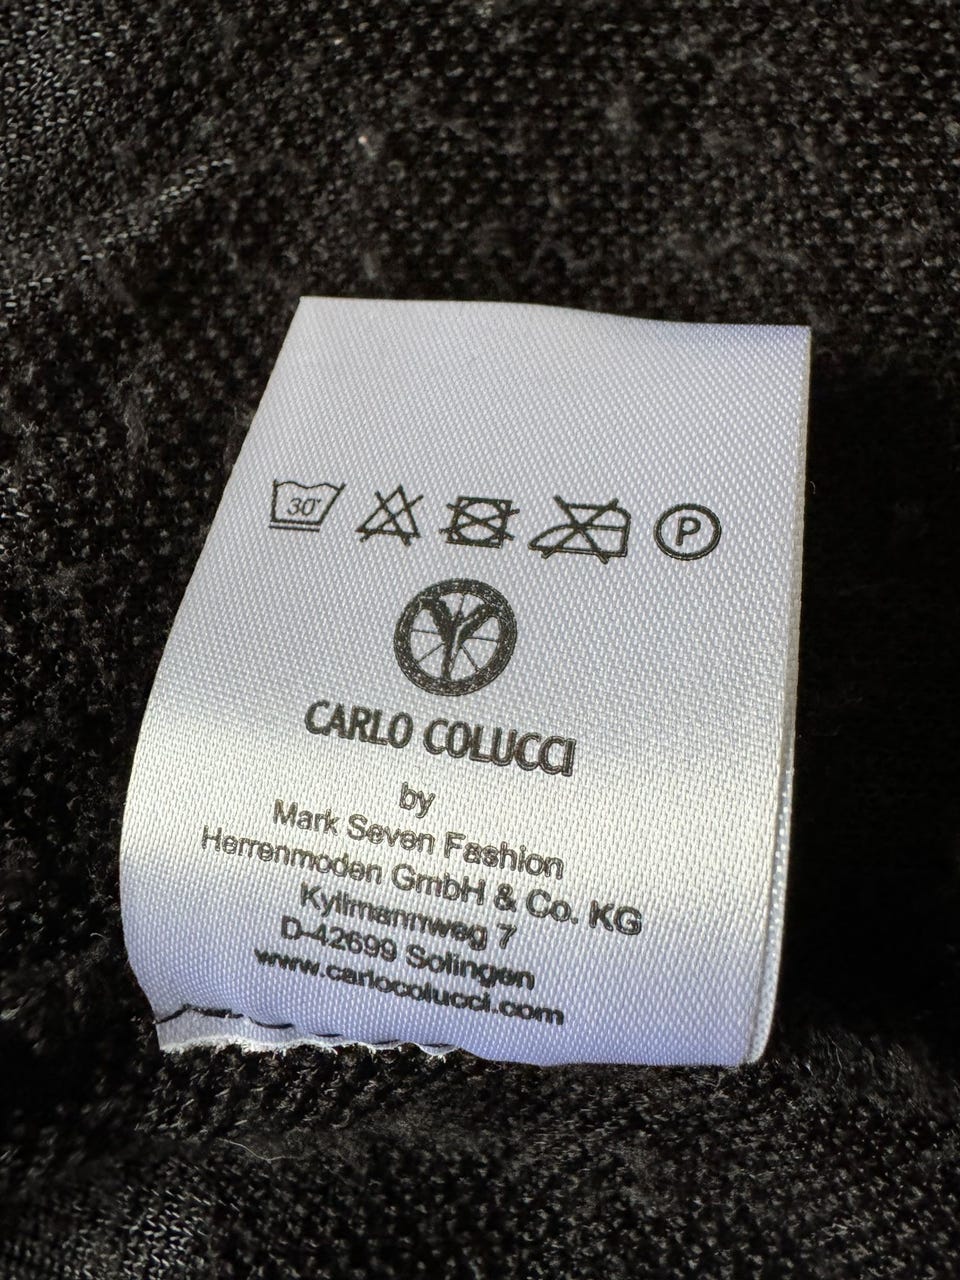 30°
P
CARLO COLUCCI
by
Mark Seven Fashion
Herrenmoden GmbH & Co. KG
Kyllmannweg 7
D-42699 Solingen
www.carlocolucci.com